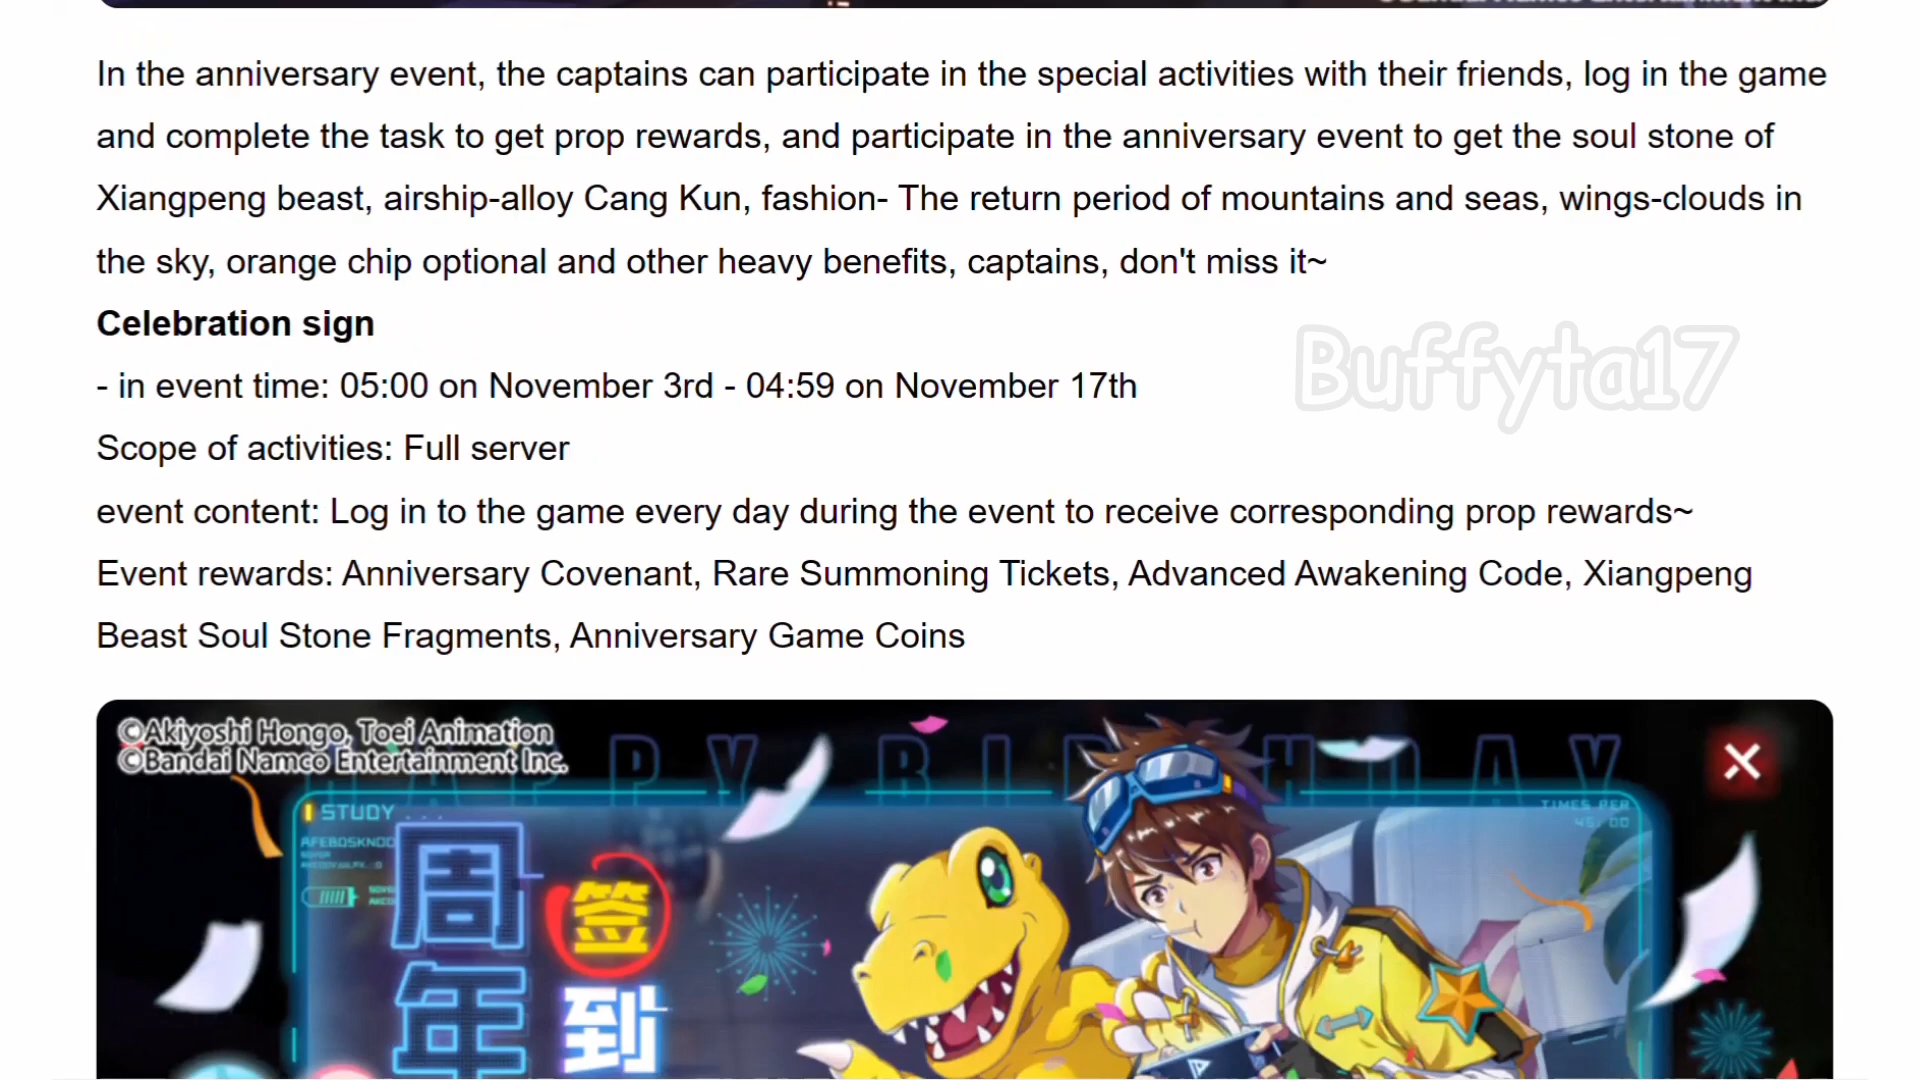 In the anniversary event, the captains can participate in the special activities with their friends, log in the game
and complete the task to get prop rewards, and participate in the anniversary event to get the soul stone of
Xiangpeng beast, airship-alloy Cang Kun, fashion- The return period of mountains and seas, wings-clouds in
the sky, orange chip optional and other heavy benefits, captains, don't miss it~
Celebration sign
- in event time: 05:00 on November 3rd - 04:59 on November 17th
Buffyta17
Scope of activities: Full server
event content: Log in to the game every day during the event to receive corresponding prop rewards~
Event rewards: Anniversary Covenant, Rare Summoning Tickets, Advanced Awakening Code, Xiangpeng
Beast Soul Stone Fragments, Anniversary Game Coins
©Akiyoshi Hongo, Toei Animation
©Bandai Namco Entertainment Inc.
STUDY . . .
TIMES PER
45:00
周年
签到